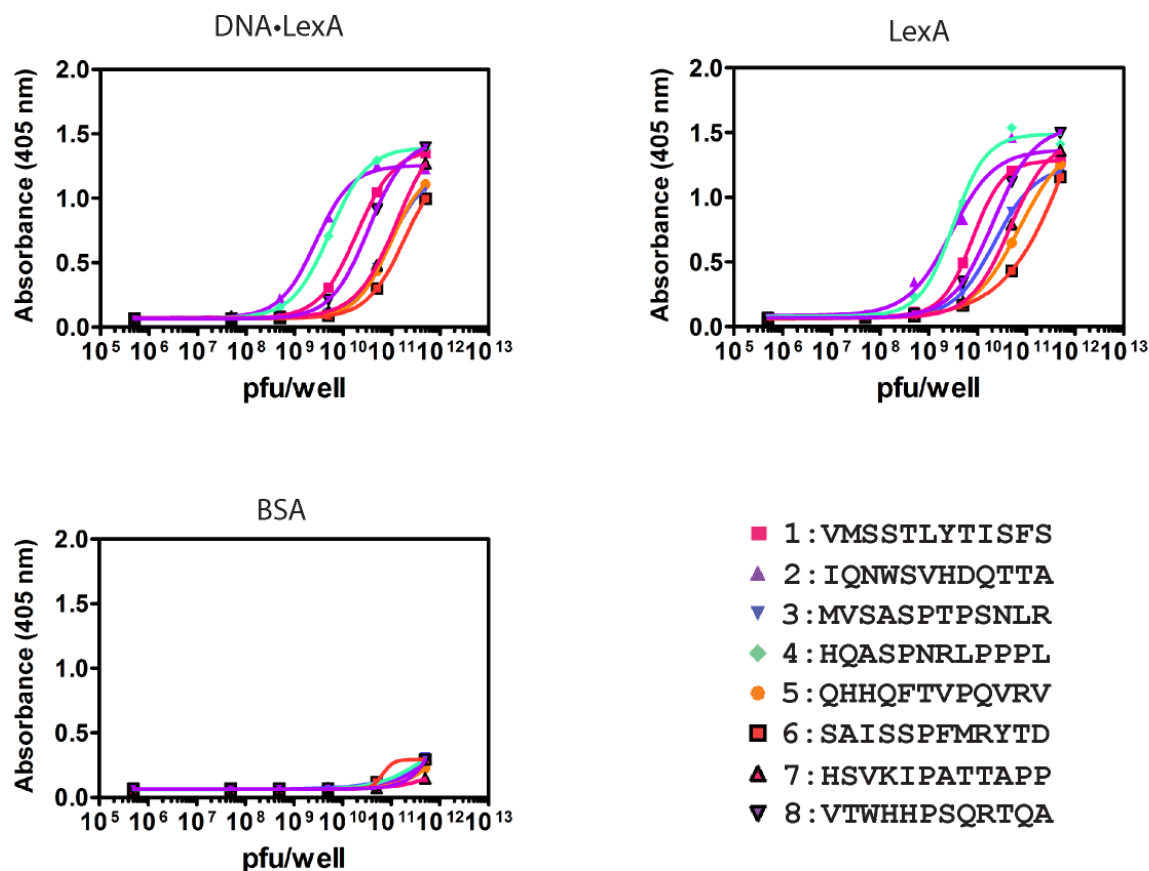 DNA•LexA
Absorbance (405 nm)
2.0
1.5
1.0
0.5
0.0
10⁵ 10⁶ 10⁷ 10⁸ 10⁹ 10¹⁰ 10¹¹ 10¹² 10¹³
pfu/well
LexA
Absorbance (405 nm)
2.0
1.5
1.0
0.5
0.0
10⁵ 10⁶ 10⁷ 10⁸ 10⁹ 10¹⁰ 10¹¹ 10¹² 10¹³
pfu/well
BSA
Absorbance (405 nm)
2.0
1.5
1.0
0.5
0.0
10⁵ 10⁶ 10⁷ 10⁸ 10⁹ 10¹⁰ 10¹¹ 10¹² 10¹³
pfu/well
1:VMSSTLYTISFS
2:IQNWSVHDQTTA
3:MVSASPTPSNLR
4:HQASPNRLPPPL
5:QHHQFTVPQVRV
6:SAISSPFMRYTD
7:HSVKIPATTAPP
8:VTWHHPSQRTQA